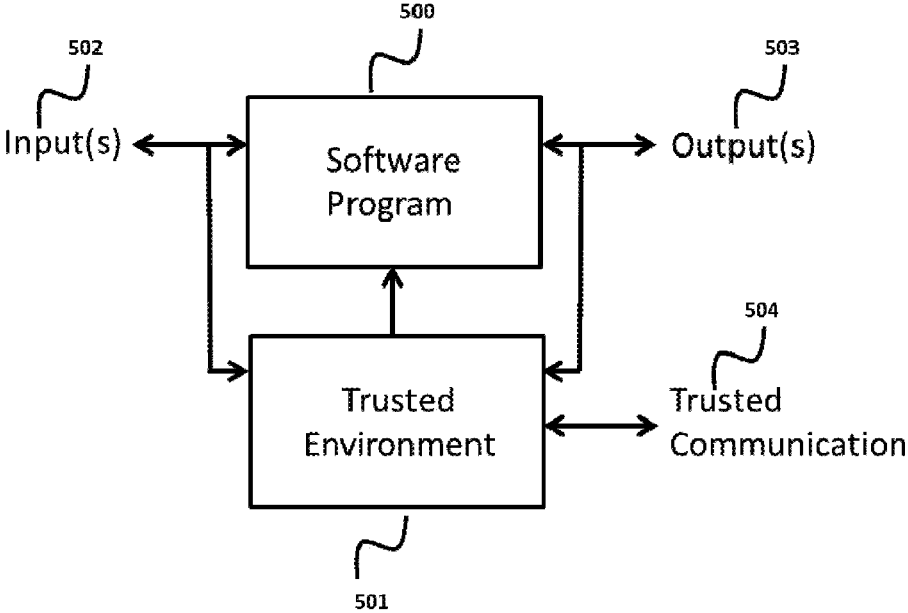 500
502
503
Input(s)
Software
Program
Output(s)
504
Trusted
Environment
Trusted
Communication
501